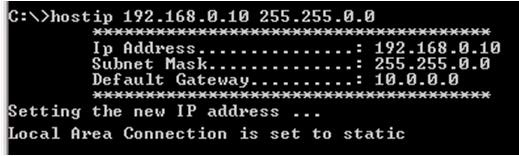 C:\>hostip 192.168.0.10 255.255.0.0
****************************************
Ip Address..............: 192.168.0.10
Subnet Mask.............: 255.255.0.0
Default Gateway.........: 10.0.0.0
****************************************
Setting the new IP address ...
Local Area Connection is set to static